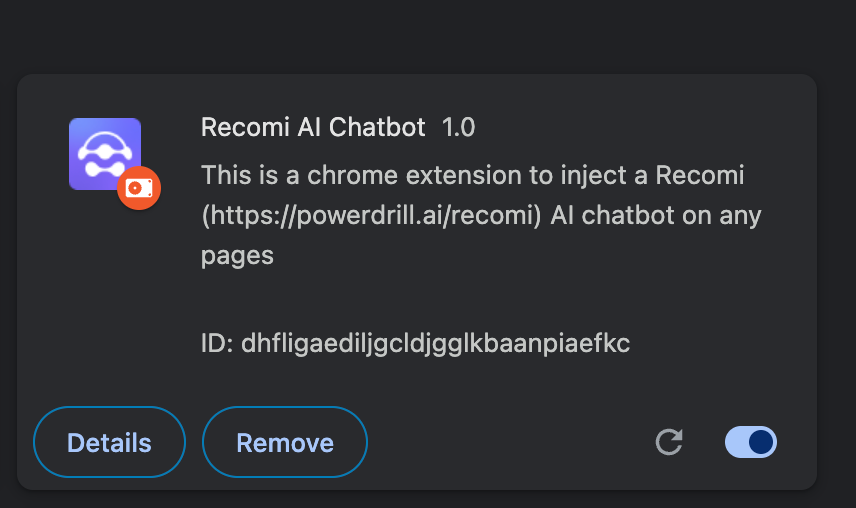 Recomi AI Chatbot 1.0
This is a chrome extension to inject a Recomi
(https://powerdrill.ai/recomi) AI chatbot on any
pages
ID: dhfligaediljgcldjgglkbaanpiaefkc
Details
Remove